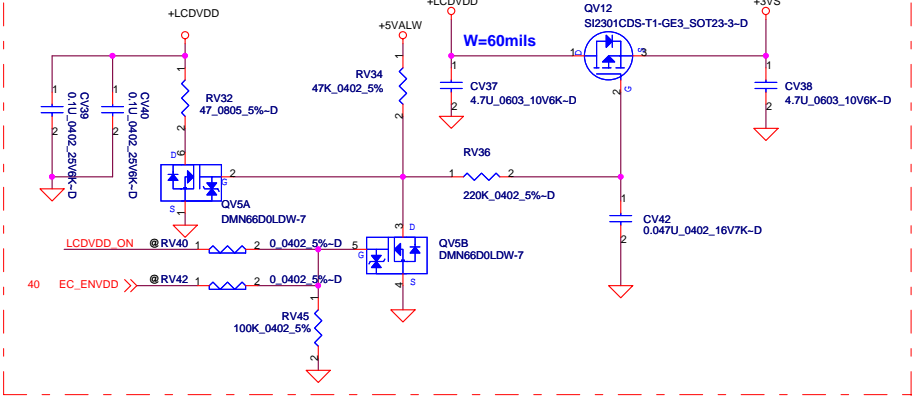 +LCDVDD
+5VALW
+LCDVDD
QV12
SI2301CDS-T1-GE3_SOT23-3~D
+3VS
W=60mils
1 D S 3
2 G
1
CV39
0.1U_0402_25V6K~D
2
1
CV40
0.1U_0402_25V6K~D
2
1
RV32
47_0805_5%~D
2
1
RV34
47K_0402_5%
2
1
CV37
4.7U_0603_10V6K~D
2
1
CV38
4.7U_0603_10V6K~D
2
D 6
2
G
S 1
QV5A
DMN66D0LDW-7
RV36
1 2
220K_0402_5%~D
1
CV42
0.047U_0402_16V7K~D
2
LCDVDD_ON
@RV40 1 2 0_0402_5%~D
5
G
3 D
S
4
QV5B
DMN66D0LDW-7
40 EC_ENVDD
@RV42 1 2 0_0402_5%~D
1
RV45
100K_0402_5%
2